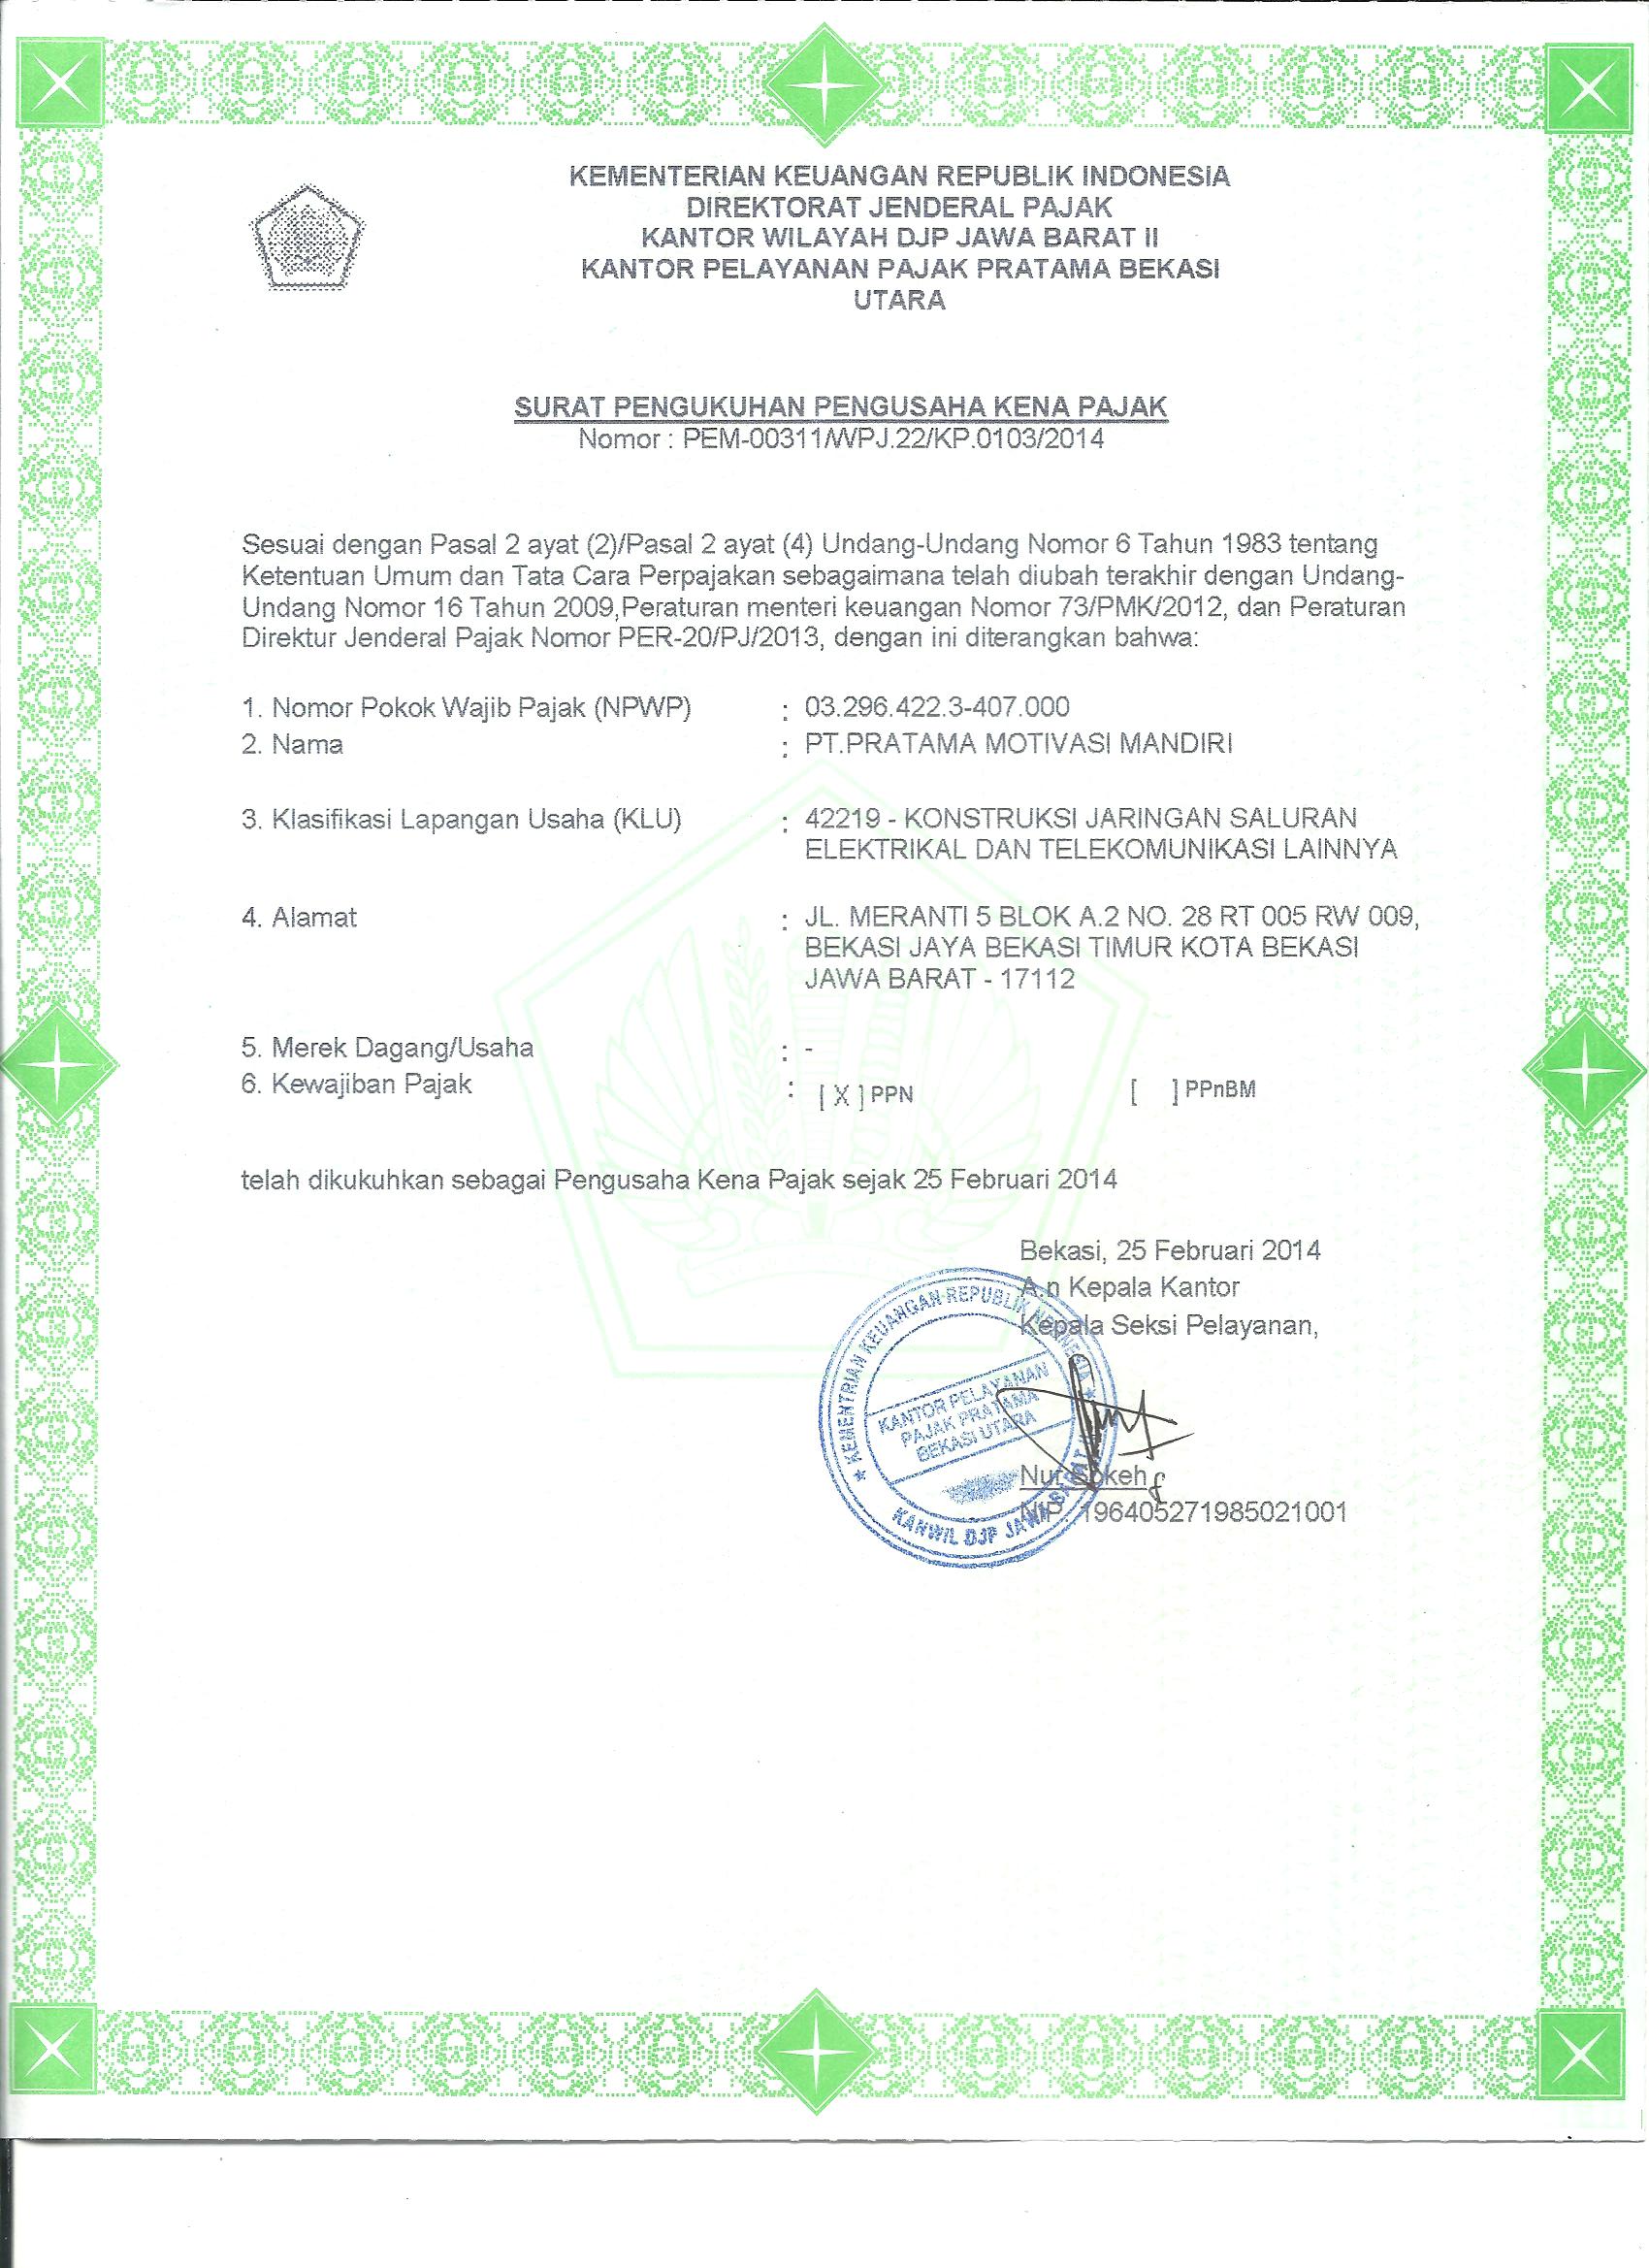 KEMENTERIAN KEUANGAN REPUBLIK INDONESIA
DIREKTORAT JENDERAL PAJAK
KANTOR WILAYAH DJP JAWA BARAT II
KANTOR PELAYANAN PAJAK PRATAMA BEKASI
UTARA
SURAT PENGUKUHAN PENGUSAHA KENA PAJAK
Nomor : PEM-00311/WPJ.22/KP.0103/2014
Sesuai dengan Pasal 2 ayat (2)/Pasal 2 ayat (4) Undang-Undang Nomor 6 Tahun 1983 tentang
Ketentuan Umum dan Tata Cara Perpajakan sebagaimana telah diubah terakhir dengan Undang-
Undang Nomor 16 Tahun 2009,Peraturan menteri keuangan Nomor 73/PMK/2012, dan Peraturan
Direktur Jenderal Pajak Nomor PER-20/PJ/2013, dengan ini diterangkan bahwa:
1. Nomor Pokok Wajib Pajak (NPWP) : 03.296.422.3-407.000
2. Nama : PT.PRATAMA MOTIVASI MANDIRI
3. Klasifikasi Lapangan Usaha (KLU) : 42219 - KONSTRUKSI JARINGAN SALURAN
ELEKTRIKAL DAN TELEKOMUNIKASI LAINNYA
4. Alamat : JL. MERANTI 5 BLOK A.2 NO. 28 RT 005 RW 009,
BEKASI JAYA BEKASI TIMUR KOTA BEKASI
JAWA BARAT - 17112
5. Merek Dagang/Usaha : -
6. Kewajiban Pajak : [ X ] PPN [ ] PPnBM
telah dikukuhkan sebagai Pengusaha Kena Pajak sejak 25 Februari 2014
Bekasi, 25 Februari 2014
A.n Kepala Kantor
Kepala Seksi Pelayanan,
KEMENTRIAN KEUANGAN REPUBLIK INDONESIA
KANTOR PELAYANAN
PAJAK PRATAMA
BEKASI UTARA
KANWIL DJP JAWA BARAT II
Nur
NIP. 196405271985021001